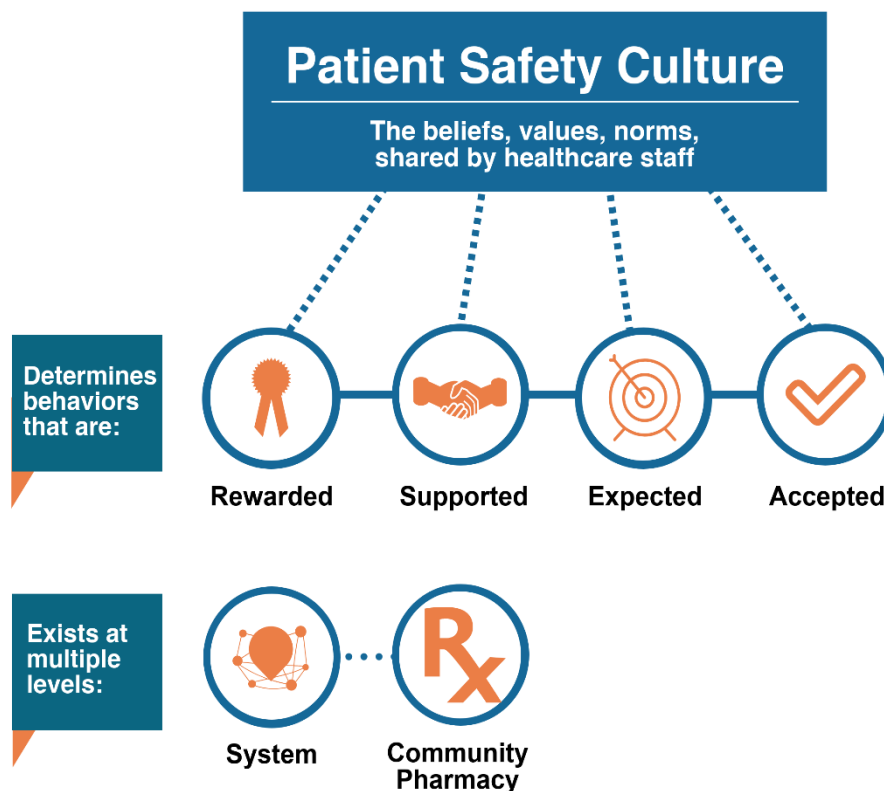 Patient Safety Culture
The beliefs, values, norms,
shared by healthcare staff
Determines
behaviors
that are:
Rewarded
Supported
Expected
Accepted
Exists at
multiple
levels:
System
Rx
Community
Pharmacy